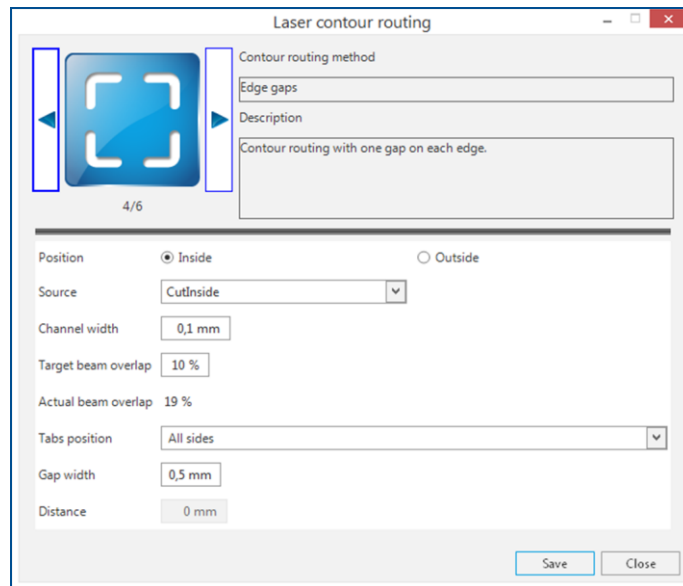 Laser contour routing
Contour routing method
Edge gaps
Description
Contour routing with one gap on each edge.
4/6
Position Inside Outside
Source CutInside
Channel width 0,1 mm
Target beam overlap 10 %
Actual beam overlap 19 %
Tabs position All sides
Gap width 0,5 mm
Distance 0 mm
Save Close